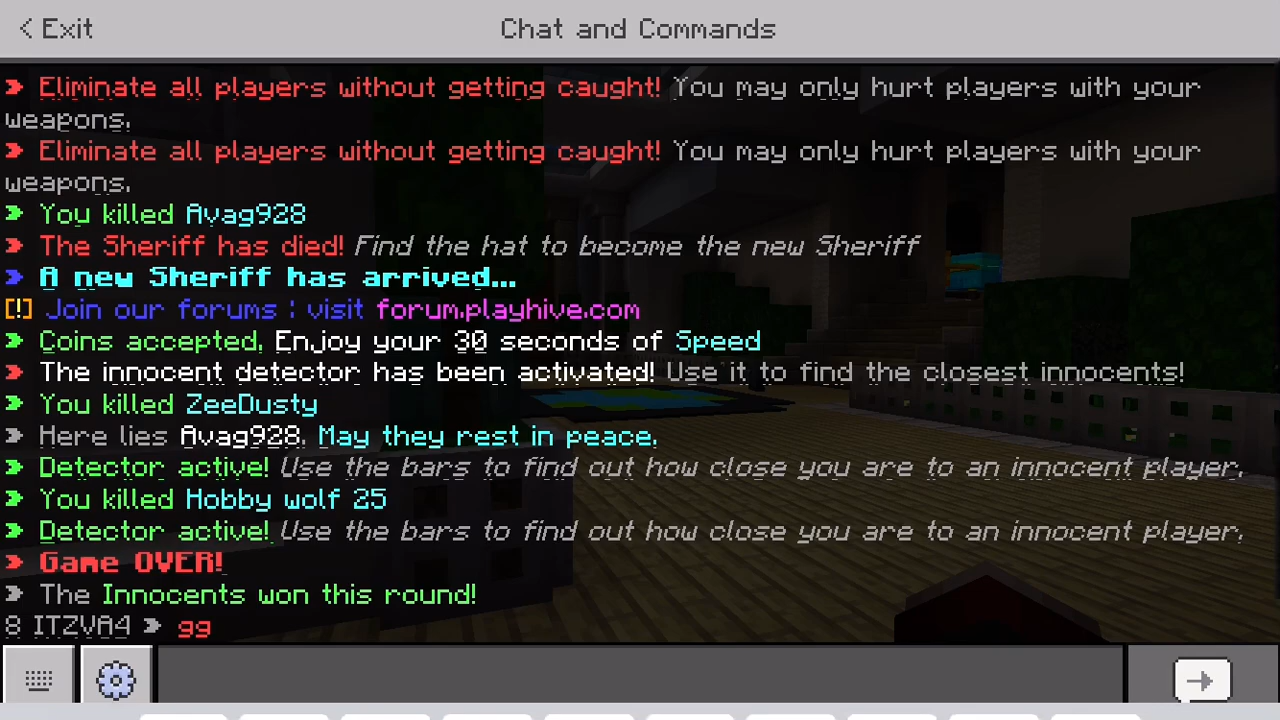 < Exit
Chat and Commands
Eliminate all players without getting caught! You may only hurt players with your
weapons.
Eliminate all players without getting caught! You may only hurt players with your
weapons.
You killed Avag928
The Sheriff has died! Find the hat to become the new Sheriff
A new Sheriff has arrived...
[!] Join our forums : visit forum.playhive.com
Coins accepted. Enjoy your 30 seconds of Speed
The innocent detector has been activated! Use it to find the closest innocents!
You killed ZeeDusty
Here lies Avag928. May they rest in peace.
Detector active! Use the bars to find out how close you are to an innocent player.
You killed Hobby wolf 25
Detector active! Use the bars to find out how close you are to an innocent player.
Game OVER!
The Innocents won this round!
8 ITZVA4 » gg